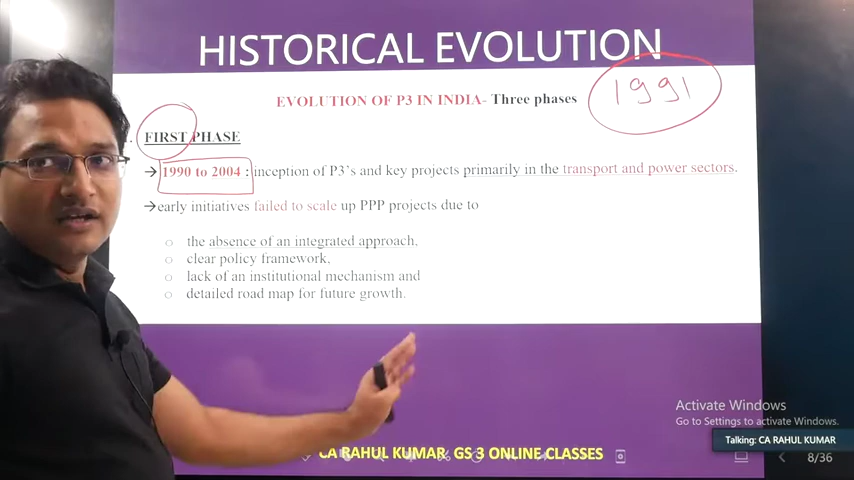 HISTORICAL EVOLUTION
EVOLUTION OF P3 IN INDIA- Three phases
1991
FIRST PHASE
→ 1990 to 2004 : inception of P3's and key projects primarily in the transport and power sectors.
→early initiatives failed to scale up PPP projects due to
o the absence of an integrated approach,
o clear policy framework,
o lack of an institutional mechanism and
o detailed road map for future growth.
Activate Windows
Go to Settings to activate Windows.
Talking: CA RAHUL KUMAR
CA RAHUL KUMAR, GS 3 ONLINE CLASSES
8/36